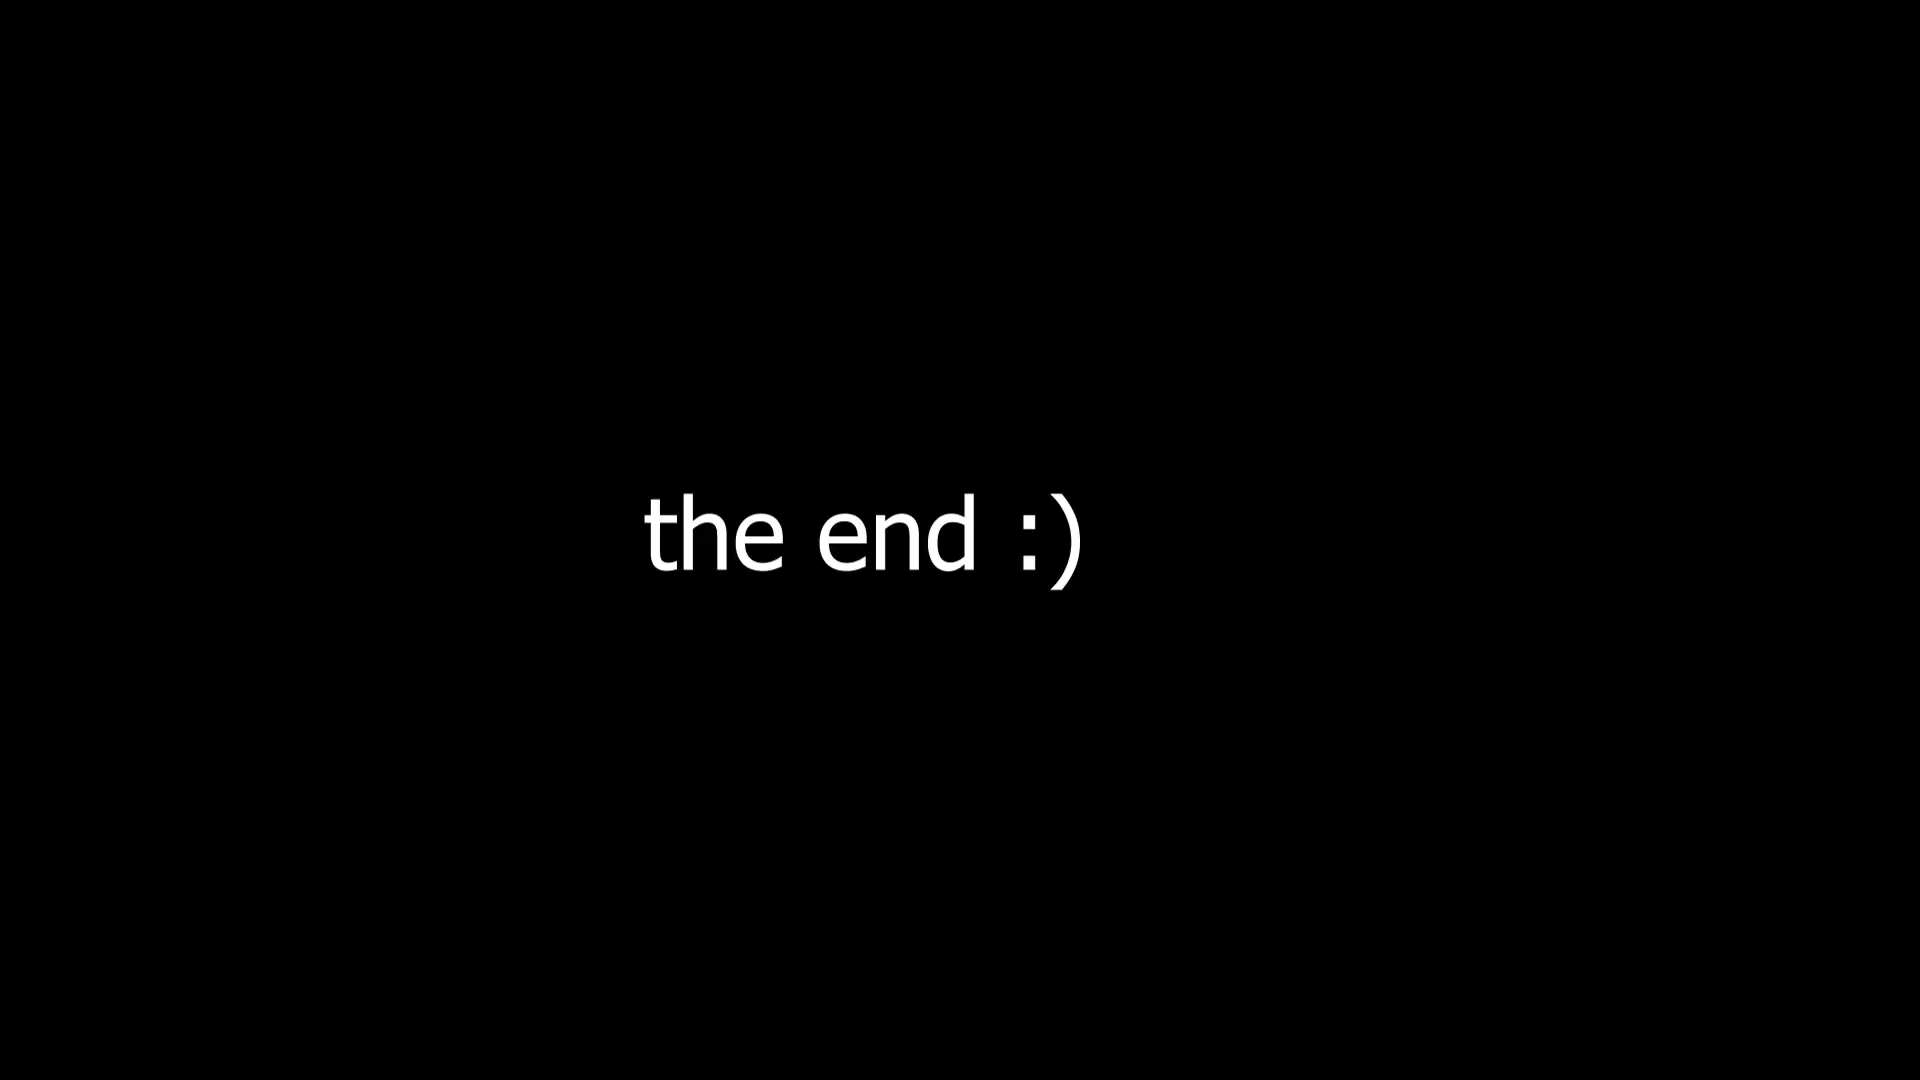 the end :)